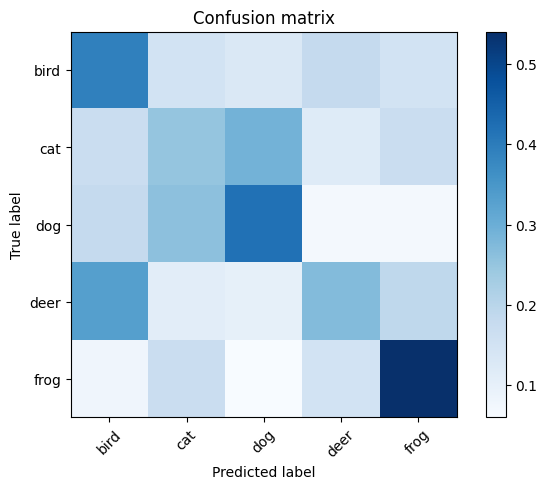 Confusion matrix
bird
cat
dog
deer
frog
True label
bird
cat
dog
deer
frog
Predicted label
0.5
0.4
0.3
0.2
0.1